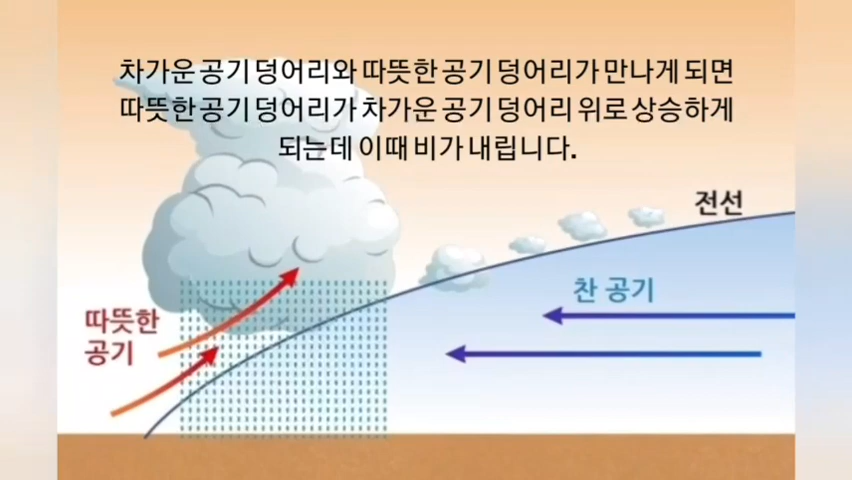 차가운 공기 덩어리와 따뜻한 공기 덩어리가 만나게 되면
따뜻한 공기 덩어리가 차가운 공기 덩어리 위로 상승하게
되는데 이때 비가 내립니다.
전선
찬 공기
따뜻한
공기